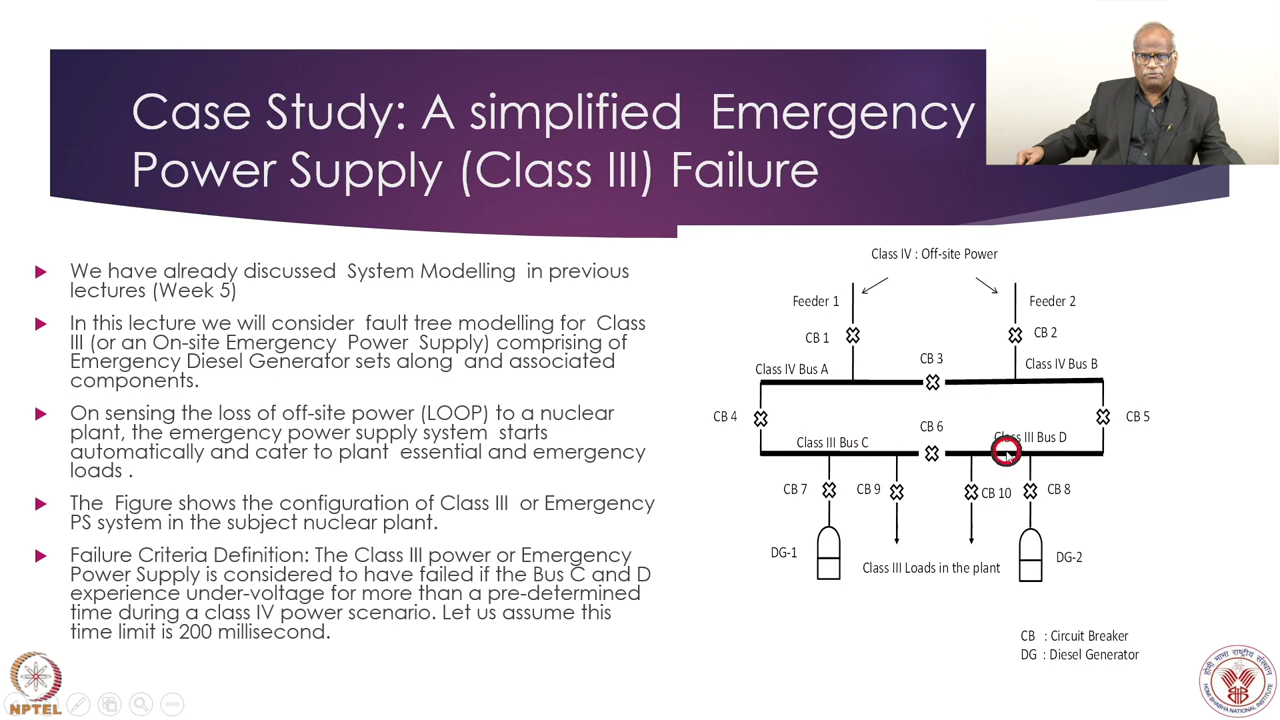 Case Study: A simplified Emergency
Power Supply (Class III) Failure
We have already discussed System Modelling in previous
lectures (Week 5)
In this lecture we will consider fault tree modelling for Class
III (or an On-site Emergency Power Supply) comprising of
Emergency Diesel Generator sets along and associated
components.
On sensing the loss of off-site power (LOOP) to a nuclear
plant, the emergency power supply system starts
automatically and cater to plant essential and emergency
loads .
The Figure shows the configuration of Class III or Emergency
PS system in the subject nuclear plant.
Failure Criteria Definition: The Class III power or Emergency
Power Supply is considered to have failed if the Bus C and D
experience under-voltage for more than a pre-determined
time during a class IV power scenario. Let us assume this
time limit is 200 millisecond.
Class IV : Off-site Power
Feeder 1
Feeder 2
CB 1
CB 2
CB 3
Class IV Bus A
Class IV Bus B
CB 4
CB 5
CB 6
Class III Bus C
Class III Bus D
CB 7
CB 9
CB 10
CB 8
DG-1
DG-2
Class III Loads in the plant
CB : Circuit Breaker
DG : Diesel Generator
NPTEL
होमी भाभा राष्ट्रीय संस्थान
HOMI BHABHA NATIONAL INSTITUTE